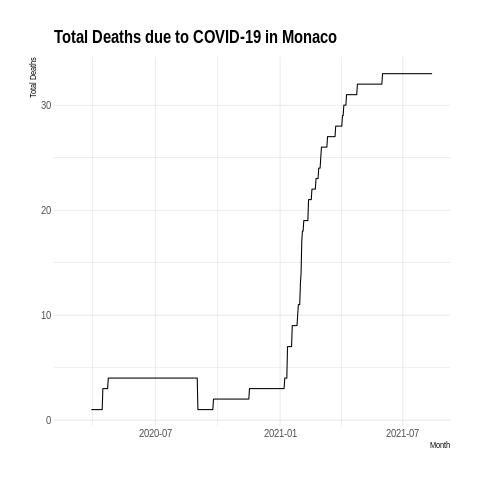 Total Deaths due to COVID-19 in Monaco
Total Deaths
30
20
10
0
2020-07
2021-01
2021-07
Month